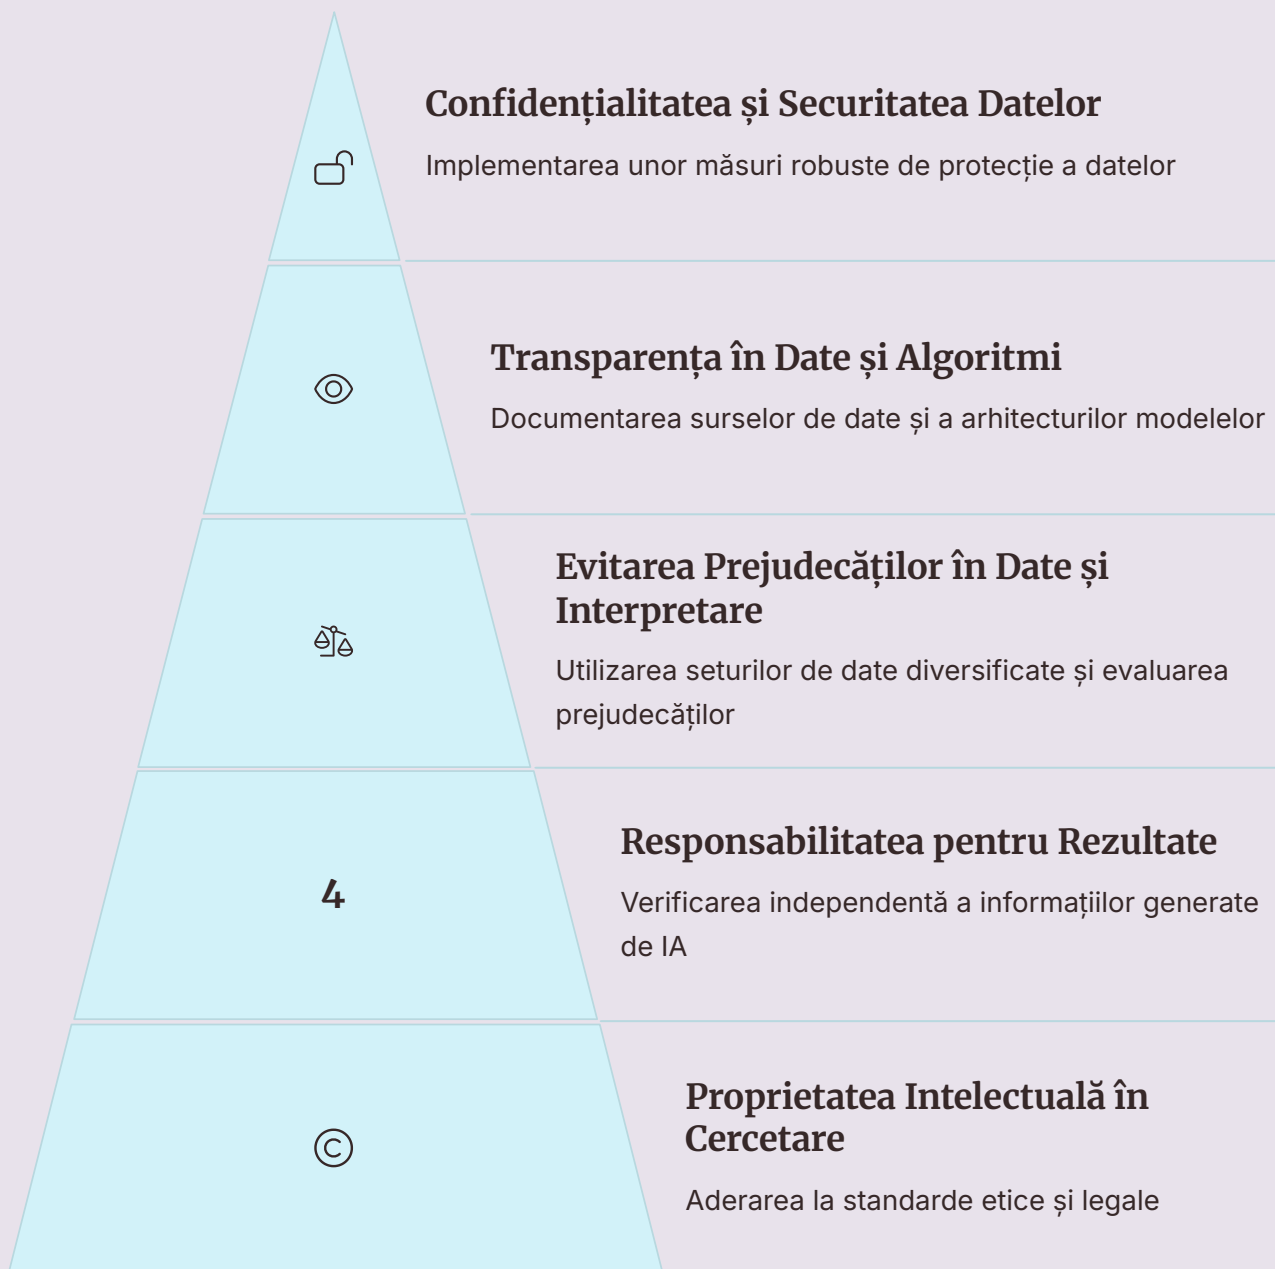 Confidențialitatea și Securitatea Datelor
Implementarea unor măsuri robuste de protecție a datelor
Transparența în Date și Algoritmi
Documentarea surselor de date și a arhitecturilor modelelor
Evitarea Prejudecăților în Date și
Interpretare
Utilizarea seturilor de date diversificate și evaluarea
prejudecăților
4
Responsabilitatea pentru Rezultate
Verificarea independentă a informațiilor generate
de IA
©
Proprietatea Intelectuală în
Cercetare
Aderarea la standarde etice și legale